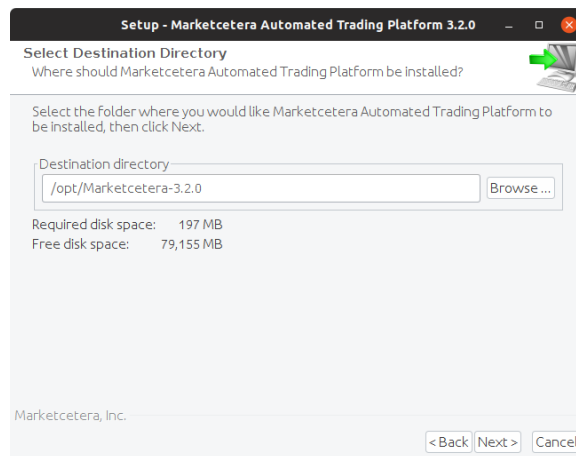 Setup - Marketcetera Automated Trading Platform 3.2.0
Select Destination Directory
Where should Marketcetera Automated Trading Platform be installed?
Select the folder where you would like Marketcetera Automated Trading Platform to
be installed, then click Next.
Destination directory
/opt/Marketcetera-3.2.0
Browse ...
Required disk space: 197 MB
Free disk space: 79,155 MB
Marketcetera, Inc.
< Back Next > Cancel